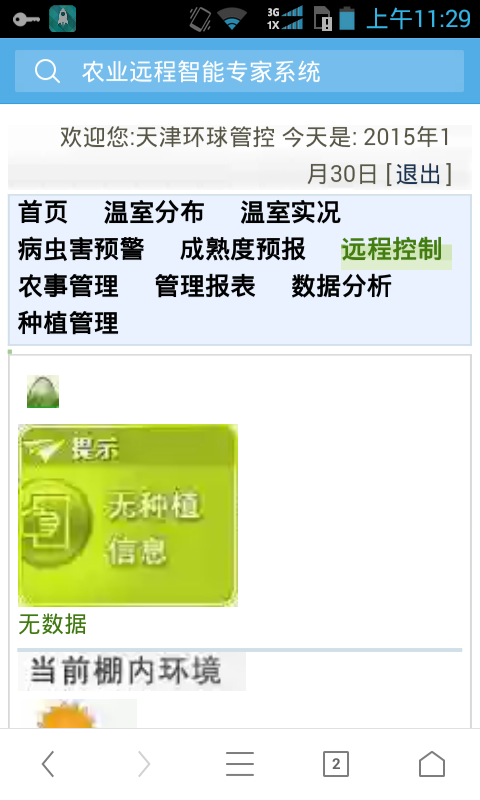 3G
1X
上午11:29
农业远程智能专家系统
欢迎您:天津环球管控 今天是: 2015年1
月30日 [退出]
首页 温室分布 温室实况
病虫害预警 成熟度预报 远程控制
农事管理 管理报表 数据分析
种植管理
提示
无种植
信息
无数据
当前棚内环境
2